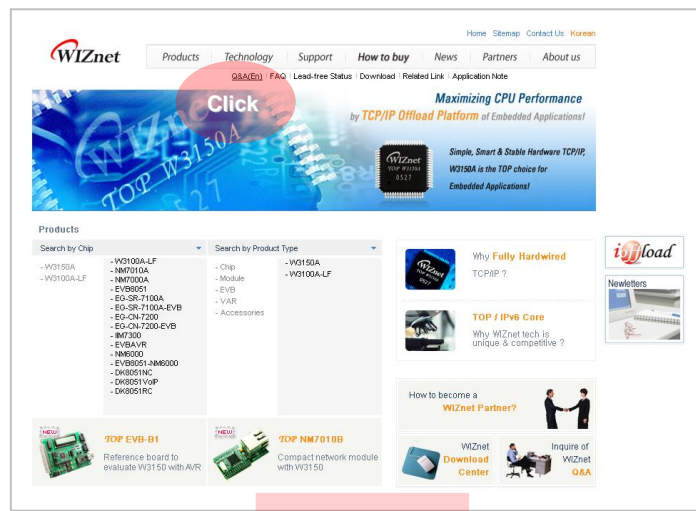 Home Sitemap Contact Us Korean
WIZnet
Products Technology Support How to buy News Partners About us
Q&A(En) FAQ Lead-free Status Download Related Link Application Note
Click
Maximizing CPU Performance
by TCP/IP Offload Platform of Embedded Applications!
WIZnet
TOP W3150A
0527
WIZnet
TOP W3150A
0527
Simple, Smart & Stable Hardware TCP/IP,
W3150A is the TOP choice for
Embedded Applications!
Products
Search by Chip
- W3150A
- W3100A-LF
- W3100A-LF
- NM7010A
- NM7000A
- EVB8051
- EG-SR-7100A
- EG-SR-7100A-EVB
- EG-CN-7200
- EG-CN-7200-EVB
- IIM7300
- EVBAVR
- NM6000
- EVB8051-NM6000
- DK8051NC
- DK8051VoIP
- DK8051RC
Search by Product Type
- Chip
- Module
- EVB
- VAR
- Accessories
- W3150A
- W3100A-LF
WIZnet
Why Fully Hardwired
TCP/IP ?
TOP / IPv6 Core
Why WIZnet tech is
unique & competitive ?
iOffload
Newletters
NEW
TOP EVB-B1
Reference board to
evaluate W3150 with AVR
NEW
TOP NM7010B
Compact network module
with W3150
How to become a
WIZnet Partner?
WIZnet
Download
Center
Inquire of
WIZnet
Q&A